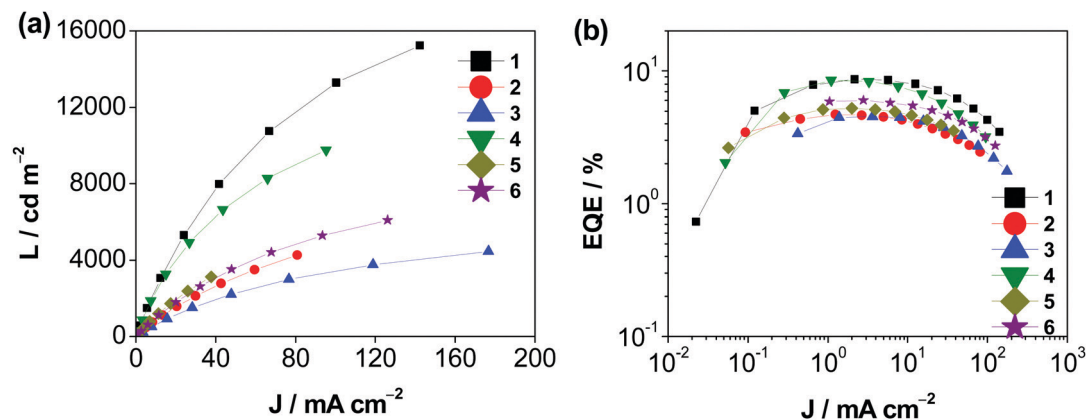 (a)
16000
12000
8000
4000
0
L / cd m⁻²
0 40 80 120 160 200
J / mA cm⁻²
1
2
3
4
5
6
(b)
10¹
10⁰
10⁻¹
EQE / %
10⁻² 10⁻¹ 10⁰ 10¹ 10² 10³
J / mA cm⁻²
1
2
3
4
5
6